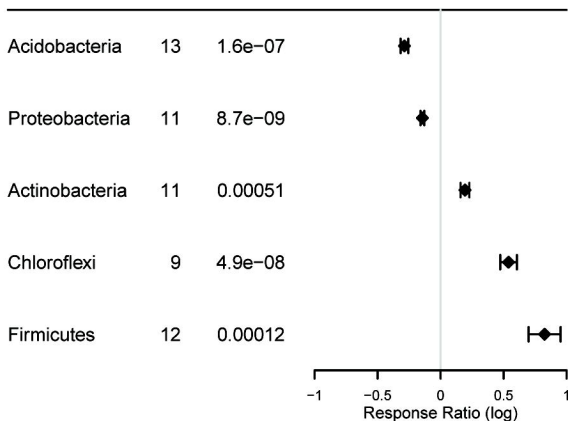 Acidobacteria 13 1.6e−07
Proteobacteria 11 8.7e−09
Actinobacteria 11 0.00051
Chloroflexi 9 4.9e−08
Firmicutes 12 0.00012
−1 −0.5 0 0.5 1
Response Ratio (log)